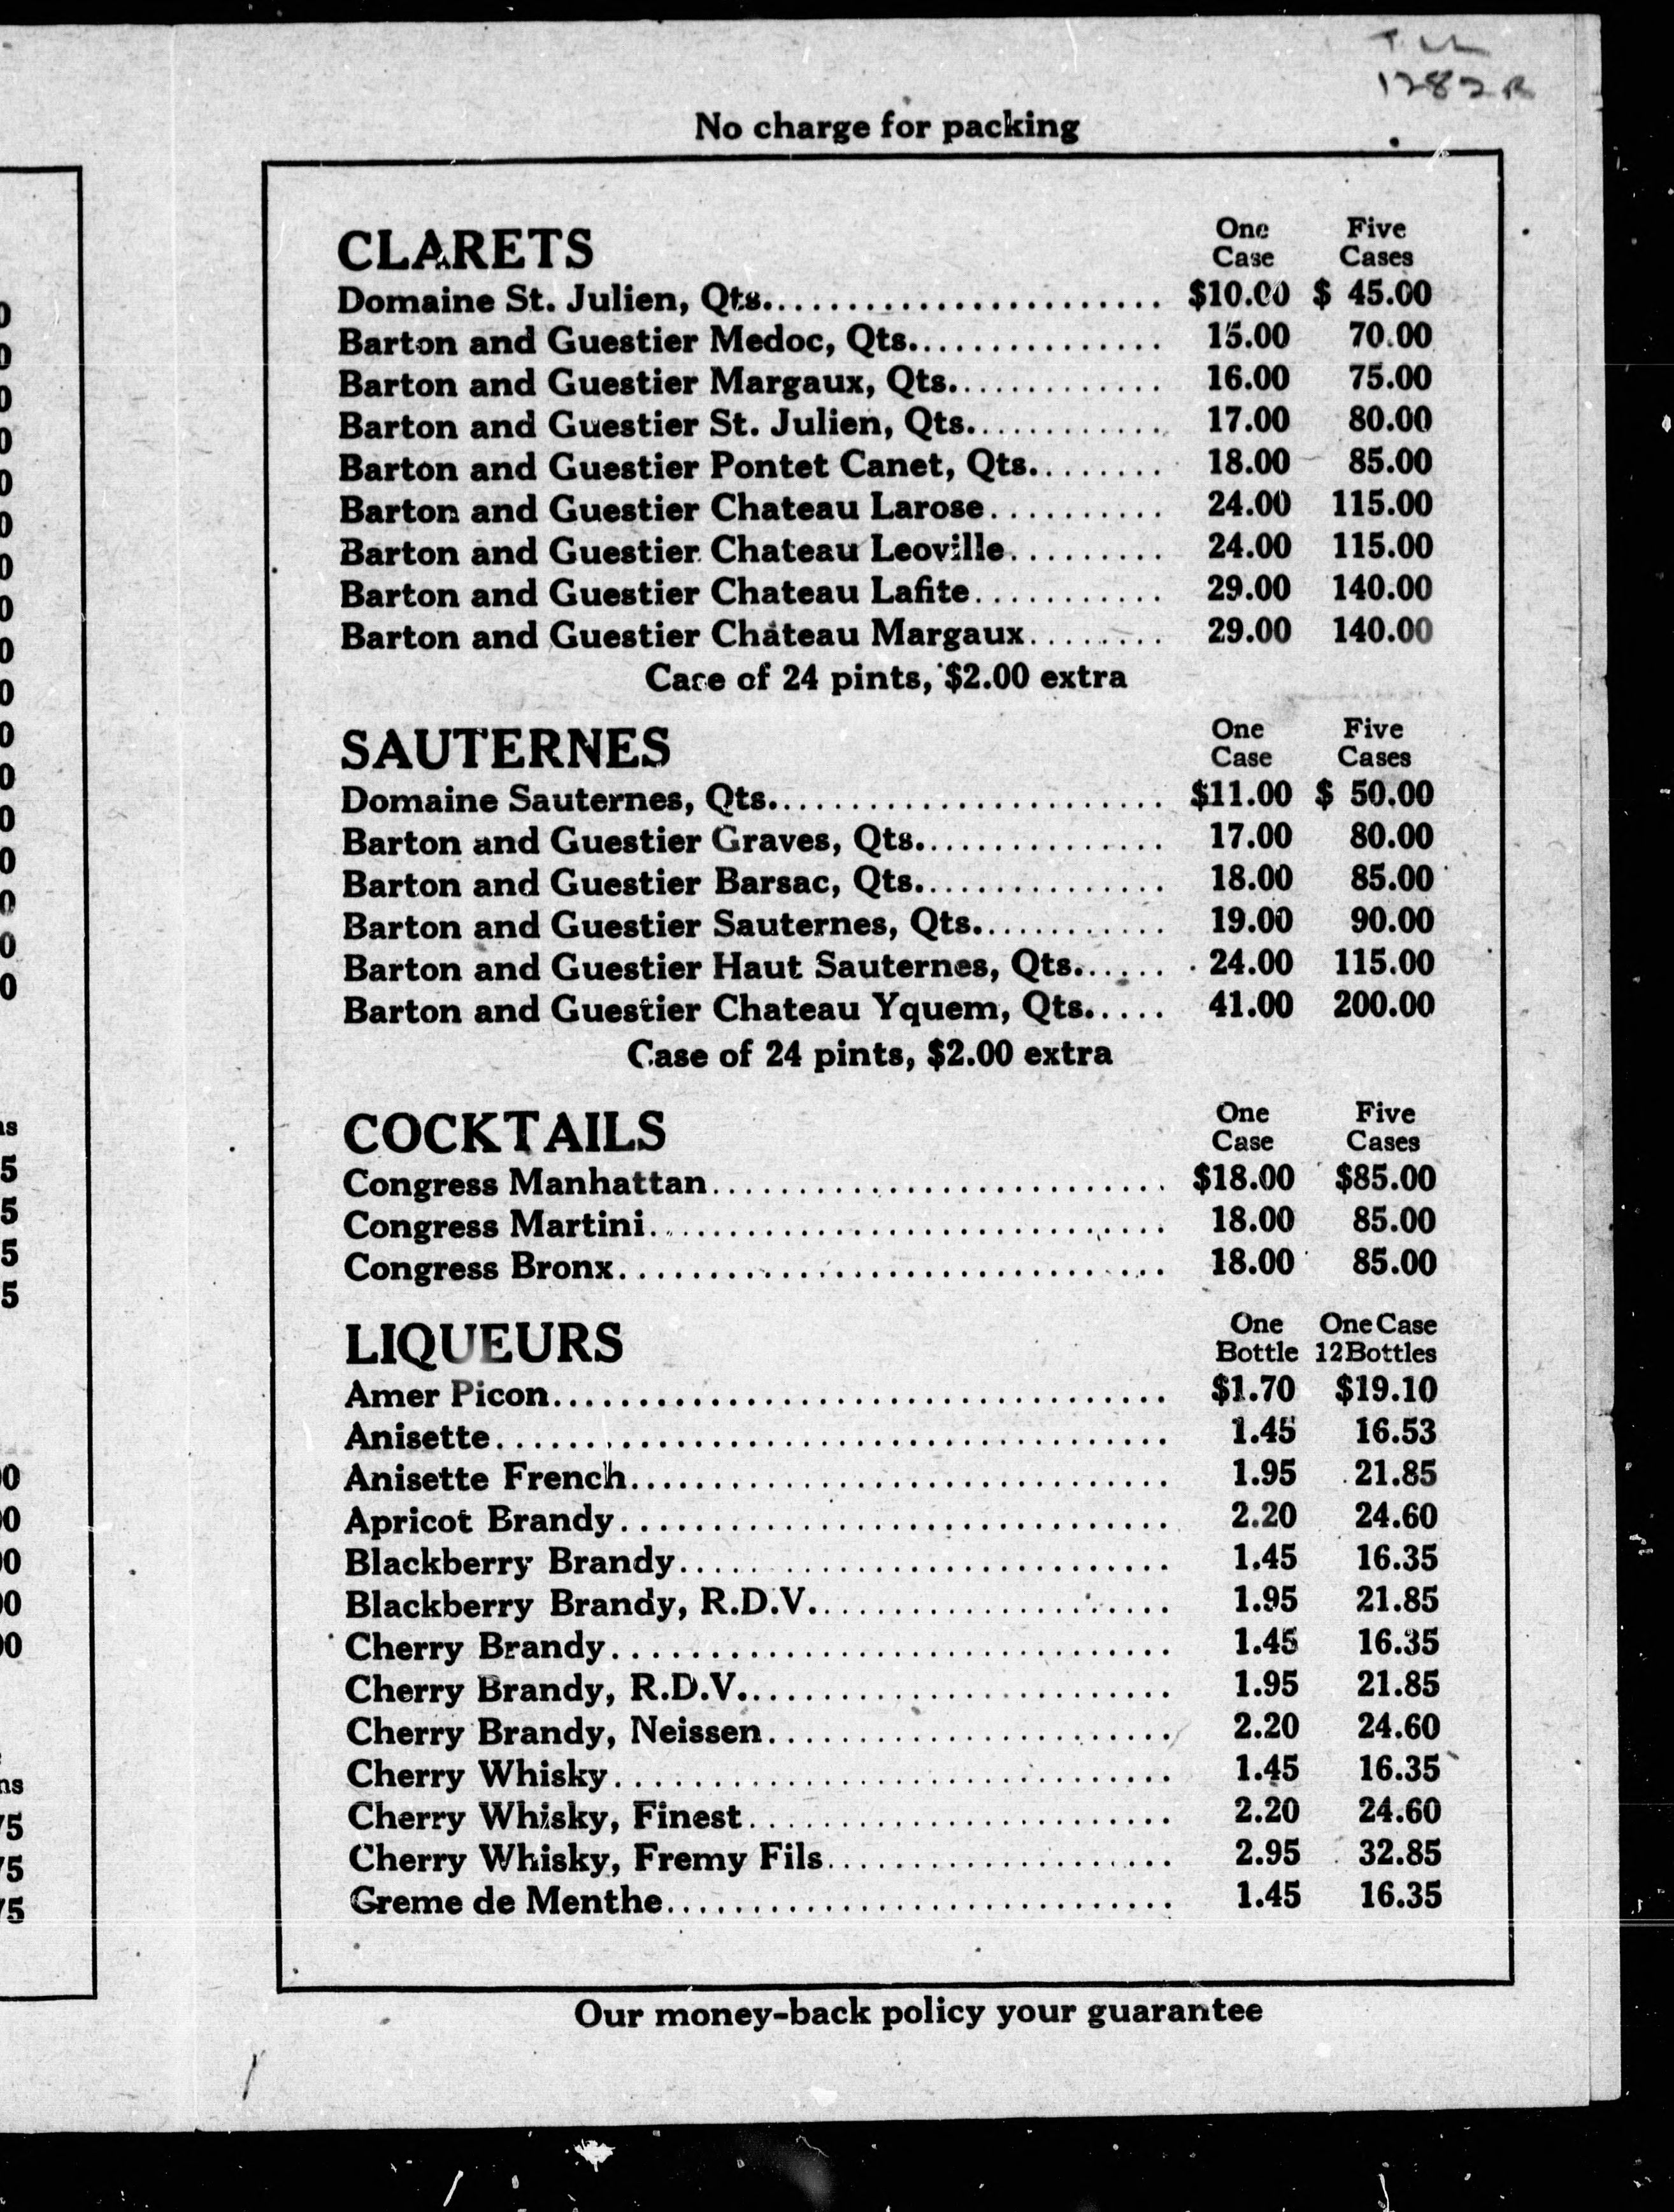 1282 R
No charge for packing
CLARETS One Case Five Cases
Domaine St. Julien, Qts. $10.00 $ 45.00
Barton and Guestier Medoc, Qts. 15.00 70.00
Barton and Guestier Margaux, Qts. 16.00 75.00
Barton and Guestier St. Julien, Qts. 17.00 80.00
Barton and Guestier Pontet Canet, Qts. 18.00 85.00
Barton and Guestier Chateau Larose 24.00 115.00
Barton and Guestier Chateau Leoville 24.00 115.00
Barton and Guestier Chateau Lafite 29.00 140.00
Barton and Guestier Chateau Margaux 29.00 140.00
Case of 24 pints, $2.00 extra
SAUTERNES One Case Five Cases
Domaine Sauternes, Qts. $11.00 $ 50.00
Barton and Guestier Graves, Qts. 17.00 80.00
Barton and Guestier Barsac, Qts. 18.00 85.00
Barton and Guestier Sauternes, Qts. 19.00 90.00
Barton and Guestier Haut Sauternes, Qts. 24.00 115.00
Barton and Guestier Chateau Yquem, Qts. 41.00 200.00
Case of 24 pints, $2.00 extra
COCKTAILS One Case Five Cases
Congress Manhattan $18.00 $85.00
Congress Martini 18.00 85.00
Congress Bronx 18.00 85.00
LIQUEURS One Bottle One Case 12 Bottles
Amer Picon $1.70 $19.10
Anisette 1.45 16.53
Anisette French 1.95 21.85
Apricot Brandy 2.20 24.60
Blackberry Brandy 1.45 16.35
Blackberry Brandy, R.D.V. 1.95 21.85
Cherry Brandy 1.45 16.35
Cherry Brandy, R.D.V. 1.95 21.85
Cherry Brandy, Neissen 2.20 24.60
Cherry Whisky 1.45 16.35
Cherry Whisky, Finest 2.20 24.60
Cherry Whisky, Fremy Fils 2.95 32.85
Greme de Menthe 1.45 16.35
Our money-back policy your guarantee